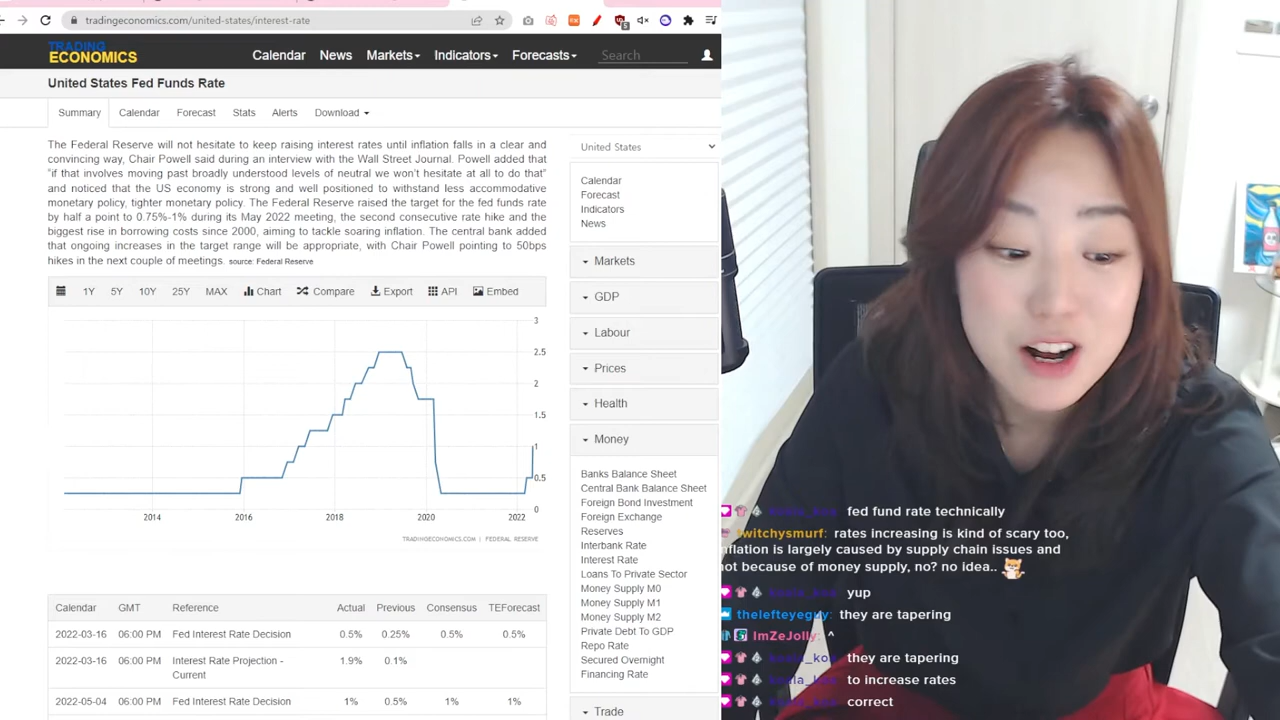 tradingeconomics.com/united-states/interest-rate
TRADING
ECONOMICS
Calendar News Markets Indicators Forecasts Search
United States Fed Funds Rate
Summary Calendar Forecast Stats Alerts Download
The Federal Reserve will not hesitate to keep raising interest rates until inflation falls in a clear and
convincing way, Chair Powell said during an interview with the Wall Street Journal. Powell added that
"if that involves moving past broadly understood levels of neutral we won't hesitate at all to do that"
and noticed that the US economy is strong and well positioned to withstand less accommodative
monetary policy, tighter monetary policy. The Federal Reserve raised the target for the fed funds rate
by half a point to 0.75%-1% during its May 2022 meeting, the second consecutive rate hike and the
biggest rise in borrowing costs since 2000, aiming to tackle soaring inflation. The central bank added
that ongoing increases in the target range will be appropriate, with Chair Powell pointing to 50bps
hikes in the next couple of meetings. source: Federal Reserve
1Y 5Y 10Y 25Y MAX Chart Compare Export API Embed
3
2.5
2
1.5
1
0.5
0
2014 2016 2018 2020 2022
TRADINGECONOMICS.COM | FEDERAL RESERVE
Calendar GMT Reference Actual Previous Consensus TEForecast
2022-03-16 06:00 PM Fed Interest Rate Decision 0.5% 0.25% 0.5% 0.5%
2022-03-16 06:00 PM Interest Rate Projection - 1.9% 0.1%
Current
2022-05-04 06:00 PM Fed Interest Rate Decision 1% 0.5% 1% 1%
United States
Calendar
Forecast
Indicators
News
Markets
GDP
Labour
Prices
Health
Money
Banks Balance Sheet
Central Bank Balance Sheet
Foreign Bond Investment
Foreign Exchange
Reserves
Interbank Rate
Interest Rate
Loans To Private Sector
Money Supply M0
Money Supply M1
Money Supply M2
Private Debt To GDP
Repo Rate
Secured Overnight
Financing Rate
Trade
fed fund rate technically
twitchysmurf: rates increasing is kind of scary too,
nflation is largely caused by supply chain issues and
ot because of money supply, no? no idea..
yup
thelefteyeguy: they are tapering
ImZeJolly: ^
they are tapering
to increase rates
correct